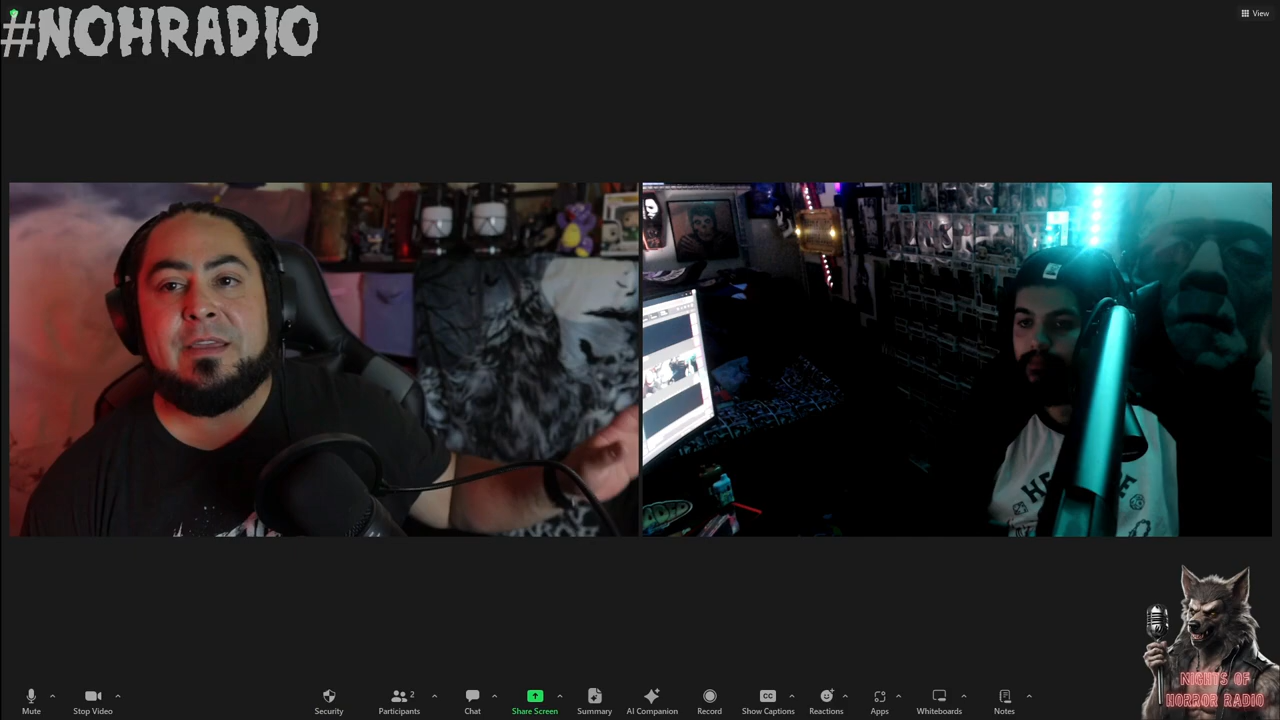 #NOHRADIO
View
NIGHTS OF
HORROR RADIO
Mute
Stop Video
Security
Participants
2
Chat
Share Screen
Summary
AI Companion
Record
CC
Show Captions
Reactions
Apps
Whiteboards
Notes